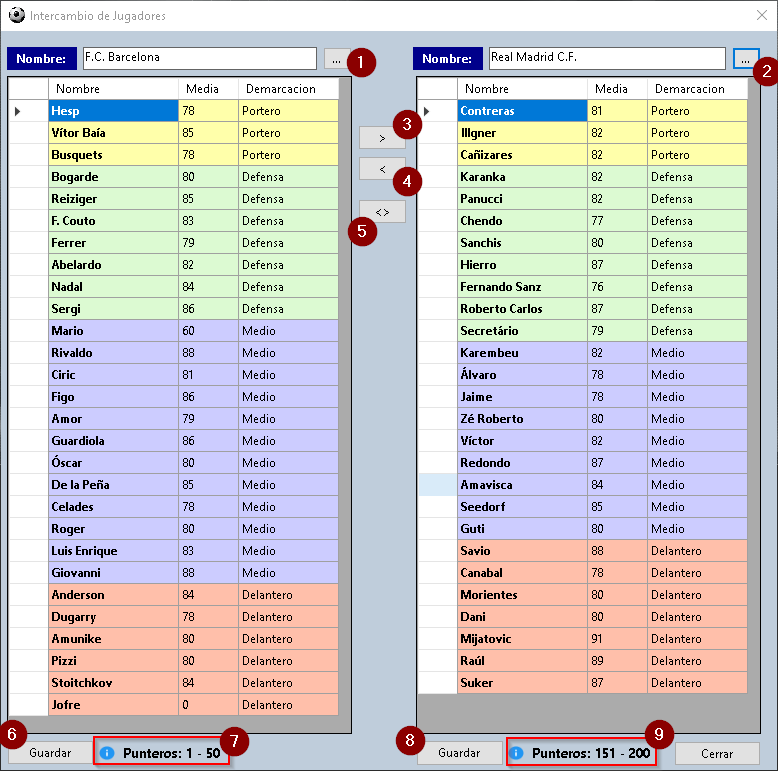 Intercambio de Jugadores
Nombre: F.C. Barcelona ... 1
Nombre: Real Madrid C.F. ... 2
Nombre Media Demarcacion
Hesp 78 Portero
Vítor Baía 85 Portero
Busquets 78 Portero
Bogarde 80 Defensa
Reiziger 85 Defensa
F. Couto 83 Defensa
Ferrer 79 Defensa
Abelardo 82 Defensa
Nadal 84 Defensa
Sergi 86 Defensa
Mario 60 Medio
Rivaldo 88 Medio
Ciric 81 Medio
Figo 86 Medio
Amor 79 Medio
Guardiola 86 Medio
Óscar 80 Medio
De la Peña 85 Medio
Celades 78 Medio
Roger 80 Medio
Luis Enrique 83 Medio
Giovanni 88 Medio
Anderson 84 Delantero
Dugarry 78 Delantero
Amunike 80 Delantero
Pizzi 80 Delantero
Stoitchkov 84 Delantero
Jofre 0 Delantero
3
>
<
4
<>
5
Nombre Media Demarcacion
Contreras 81 Portero
Illgner 82 Portero
Cañizares 82 Portero
Karanka 82 Defensa
Panucci 82 Defensa
Chendo 77 Defensa
Sanchis 80 Defensa
Hierro 87 Defensa
Fernando Sanz 76 Defensa
Roberto Carlos 87 Defensa
Secretário 79 Defensa
Karembeu 82 Medio
Álvaro 78 Medio
Jaime 78 Medio
Zé Roberto 80 Medio
Víctor 82 Medio
Redondo 87 Medio
Amavisca 84 Medio
Seedorf 85 Medio
Guti 80 Medio
Savio 88 Delantero
Canabal 78 Delantero
Morientes 80 Delantero
Dani 80 Delantero
Mijatovic 91 Delantero
Raúl 89 Delantero
Suker 87 Delantero
6
Guardar
Punteros: 1 - 50
7
8
Guardar
Punteros: 151 - 200
9
Cerrar